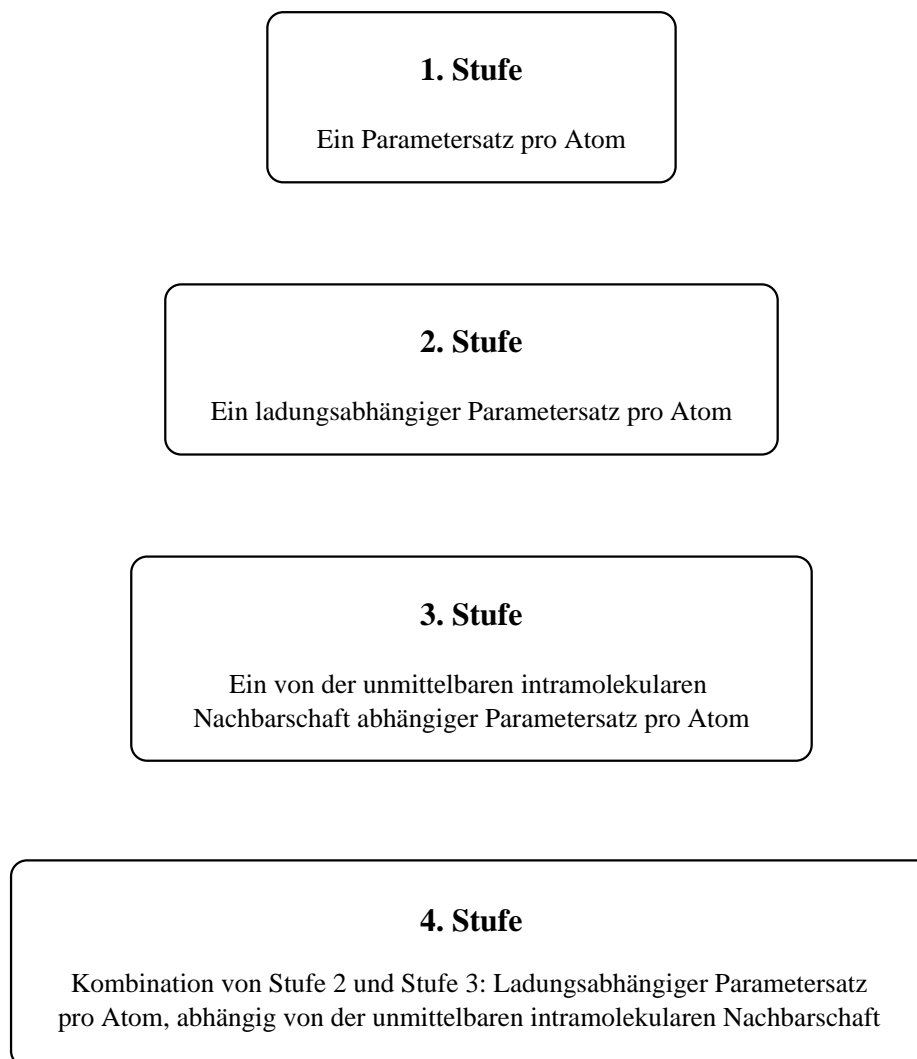 1. Stufe
Ein Parametersatz pro Atom
2. Stufe
Ein ladungsabhängiger Parametersatz pro Atom
3. Stufe
Ein von der unmittelbaren intramolekularen
Nachbarschaft abhängiger Parametersatz pro Atom
4. Stufe
Kombination von Stufe 2 und Stufe 3: Ladungsabhängiger Parametersatz
pro Atom, abhängig von der unmittelbaren intramolekularen Nachbarschaft